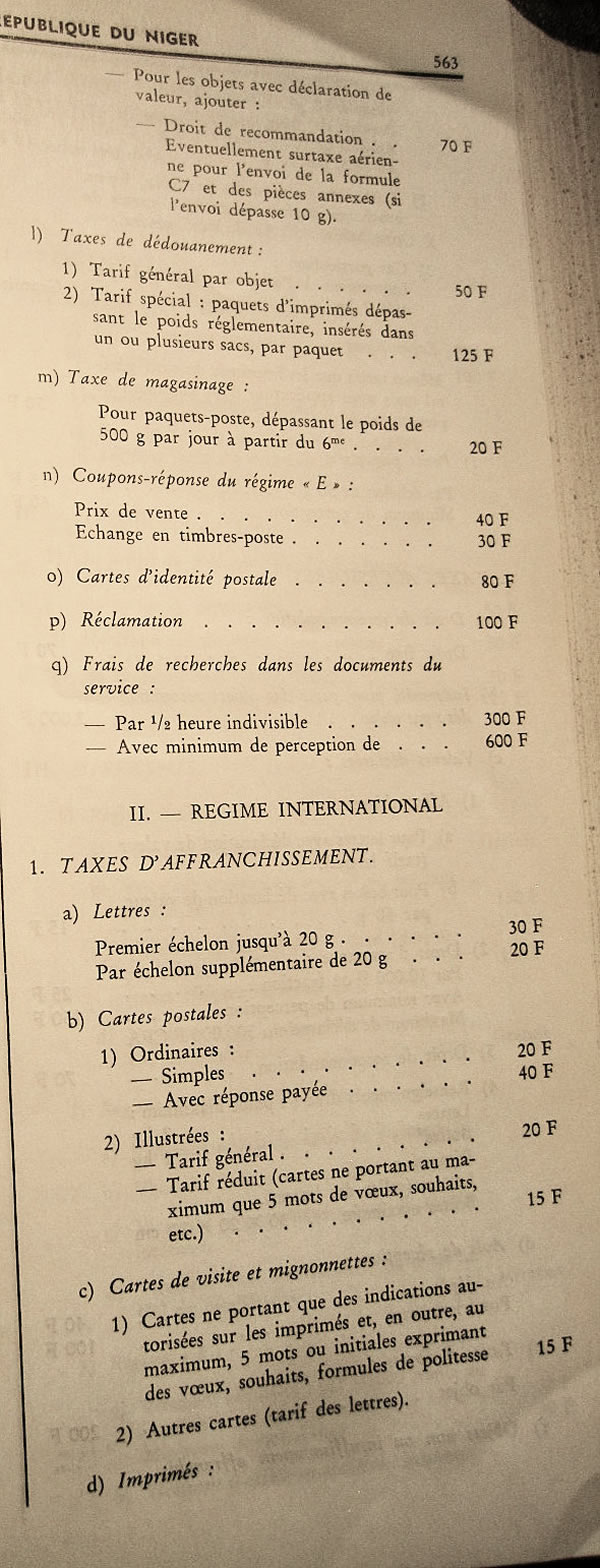 REPUBLIQUE DU NIGER
563
— Pour les objets avec déclaration de
valeur, ajouter :
— Droit de recommandation . . 70 F
Eventuellement surtaxe aérien-
ne pour l'envoi de la formule
C7 et des pièces annexes (si
l'envoi dépasse 10 g).
l) Taxes de dédouanement :
1) Tarif général par objet . . . . . . 50 F
2) Tarif spécial : paquets d'imprimés dépas-
sant le poids réglementaire, insérés dans
un ou plusieurs sacs, par paquet . . . 125 F
m) Taxe de magasinage :
Pour paquets-poste, dépassant le poids de
500 g par jour à partir du 6me . . . . 20 F
n) Coupons-réponse du régime « E » :
Prix de vente . . . . . . . . . . . 40 F
Echange en timbres-poste . . . . . . . 30 F
o) Cartes d'identité postale . . . . . . . 80 F
p) Réclamation . . . . . . . . . . . 100 F
q) Frais de recherches dans les documents du
service :
— Par 1/2 heure indivisible . . . . . . 300 F
— Avec minimum de perception de . . . 600 F
II. — REGIME INTERNATIONAL
1. TAXES D'AFFRANCHISSEMENT.
a) Lettres :
Premier échelon jusqu'à 20 g . . . . . . 30 F
Par échelon supplémentaire de 20 g . . . 20 F
b) Cartes postales :
1) Ordinaires :
— Simples . . . . . . . . . 20 F
— Avec réponse payée . . . . . . 40 F
2) Illustrées :
— Tarif général . . . . . . . . 20 F
— Tarif réduit (cartes ne portant au ma-
ximum que 5 mots de vœux, souhaits,
etc.) . . . . . . . . . . 15 F
c) Cartes de visite et mignonnettes :
1) Cartes ne portant que des indications au-
torisées sur les imprimés et, en outre, au
maximum, 5 mots ou initiales exprimant
des vœux, souhaits, formules de politesse 15 F
2) Autres cartes (tarif des lettres).
d) Imprimés :